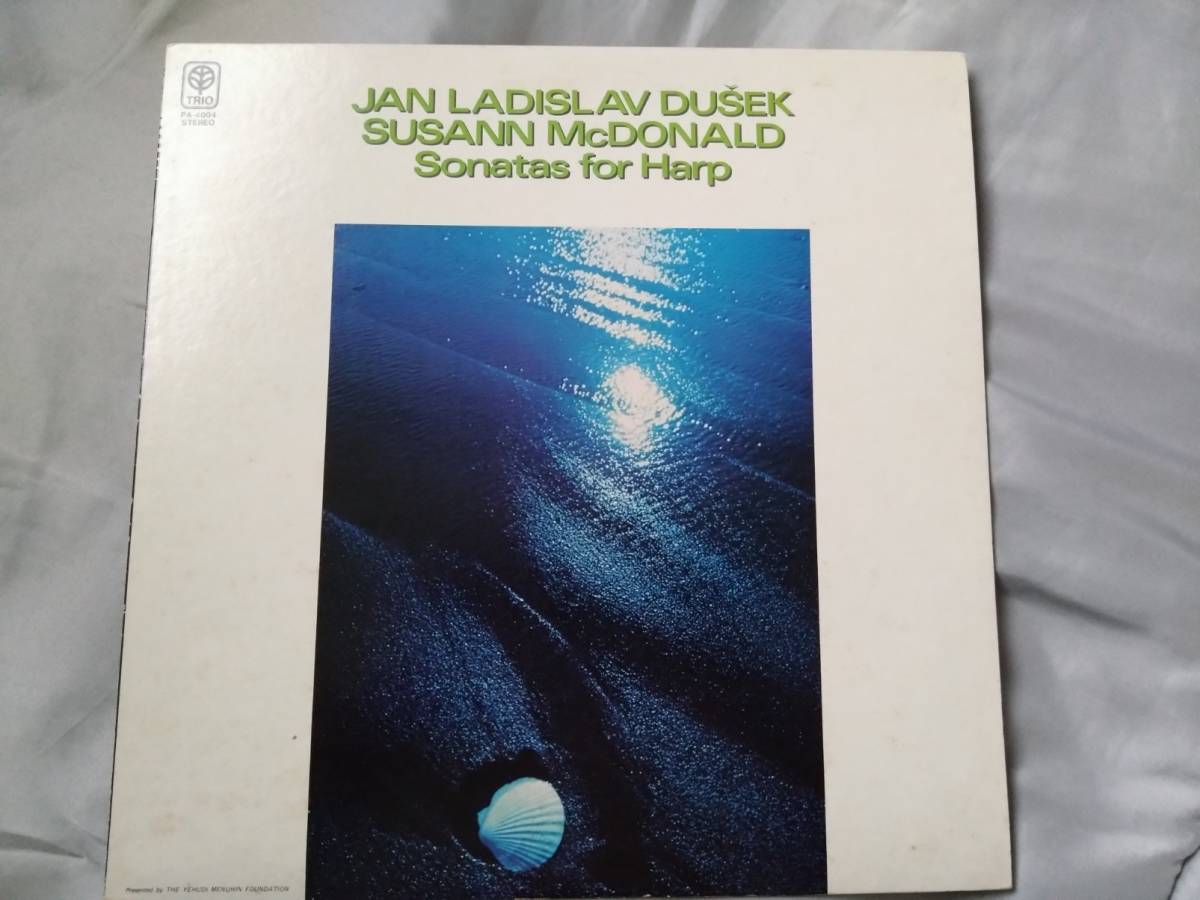 TRIO
PA-4004
STEREO
JAN LADISLAV DUŠEK
SUSANN McDONALD
Sonatas for Harp
Presented by THE YEHUDI MENUHIN FOUNDATION